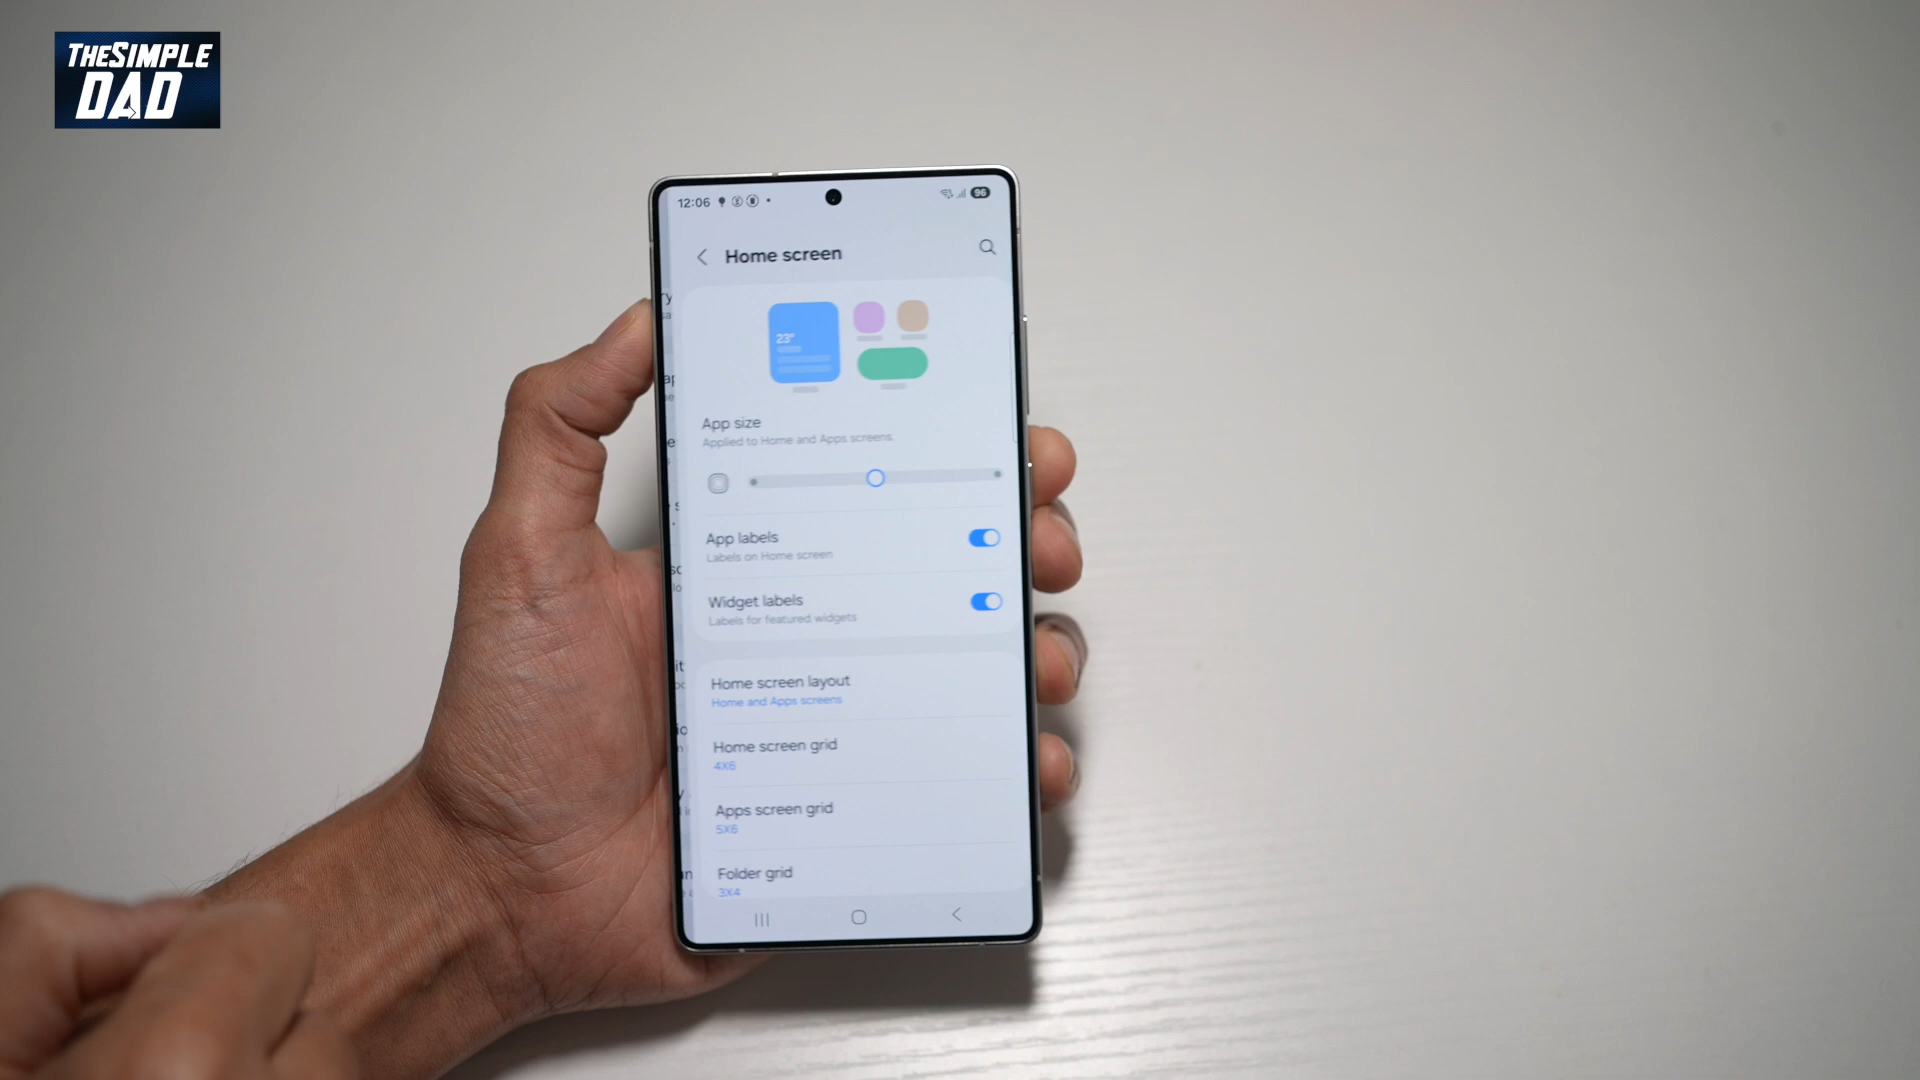 THESIMPLE
DAD
12:06
96
Home screen
23°
App size
Applied to Home and Apps screens.
App labels
Labels on Home screen
Widget labels
Labels for featured widgets
Home screen layout
Home and Apps screens
Home screen grid
4X6
Apps screen grid
5X6
Folder grid
3X4